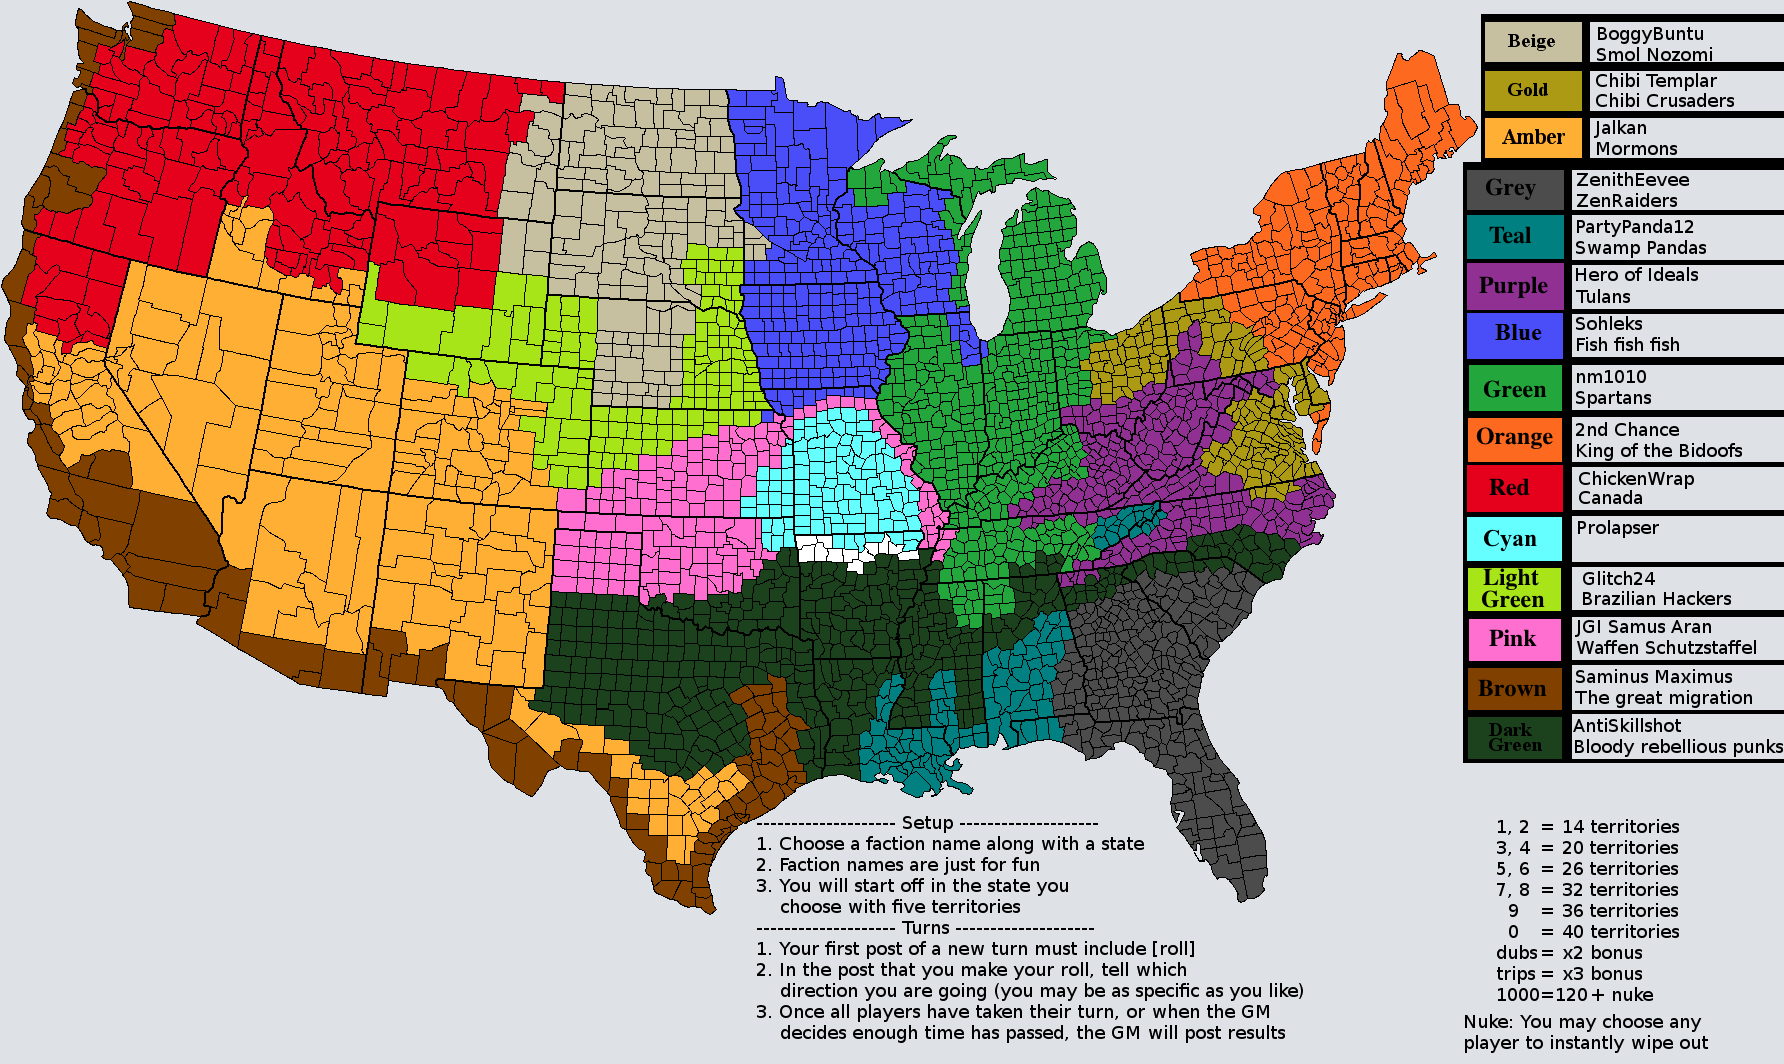 Beige
BoggyBuntu
Smol Nozomi
Gold
Chibi Templar
Chibi Crusaders
Amber
Jalkan
Mormons
Grey
ZenithEevee
ZenRaiders
Teal
PartyPanda12
Swamp Pandas
Purple
Hero of Ideals
Tulans
Blue
Sohleks
Fish fish fish
Green
nm1010
Spartans
Orange
2nd Chance
King of the Bidoofs
Red
ChickenWrap
Canada
Cyan
Prolapser
Light
Green
Glitch24
Brazilian Hackers
Pink
JGI Samus Aran
Waffen Schutzstaffel
Brown
Saminus Maximus
The great migration
Dark
Green
AntiSkillshot
Bloody rebellious punks
-------------------- Setup --------------------
1. Choose a faction name along with a state
2. Faction names are just for fun
3. You will start off in the state you
choose with five territories
-------------------- Turns --------------------
1. Your first post of a new turn must include [roll]
2. In the post that you make your roll, tell which
direction you are going (you may be as specific as you like)
3. Once all players have taken their turn, or when the GM
decides enough time has passed, the GM will post results
1, 2 = 14 territories
3, 4 = 20 territories
5, 6 = 26 territories
7, 8 = 32 territories
9 = 36 territories
0 = 40 territories
dubs= x2 bonus
trips = x3 bonus
1000=120+ nuke
Nuke: You may choose any
player to instantly wipe out